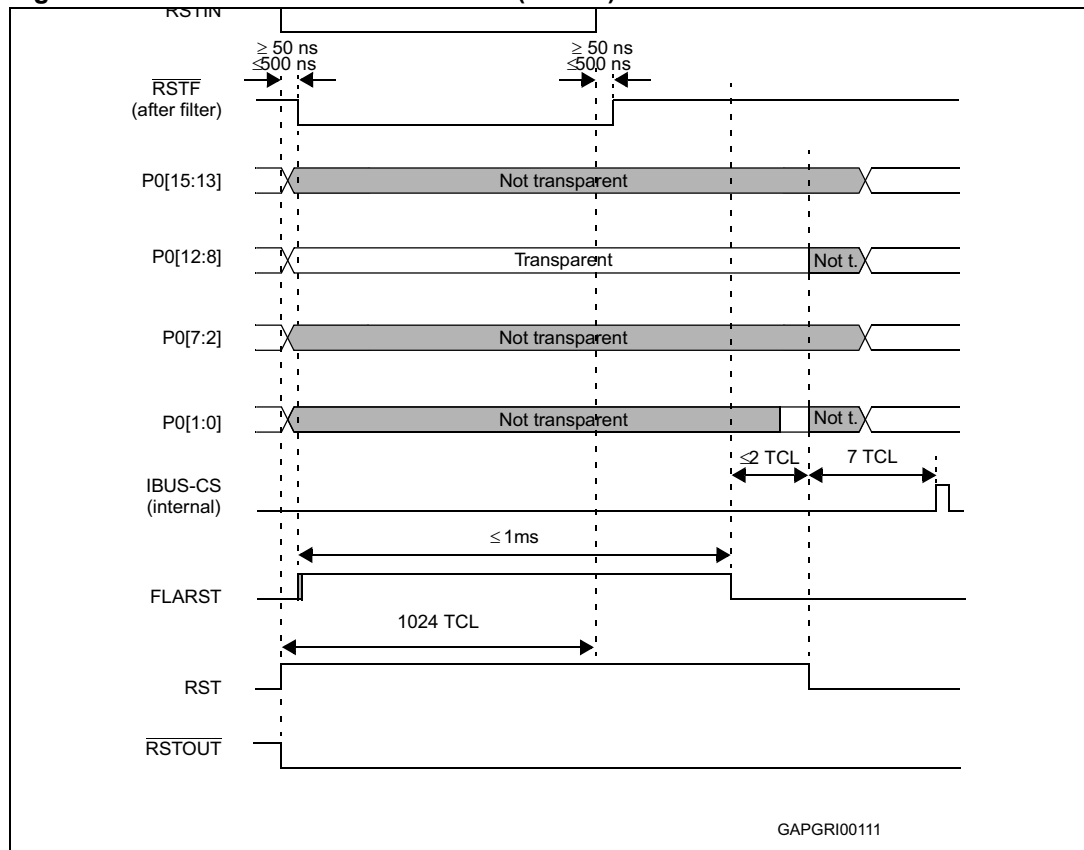 RSTIN
≥ 50 ns ≥ 50 ns
≤500 ns ≤500 ns
RSTF
(after filter)
P0[15:13] Not transparent
P0[12:8] Transparent Not t.
P0[7:2] Not transparent
P0[1:0] Not transparent Not t.
≤2 TCL 7 TCL
IBUS-CS
(internal)
≤ 1ms
FLARST
1024 TCL
RST
RSTOUT
GAPGRI00111